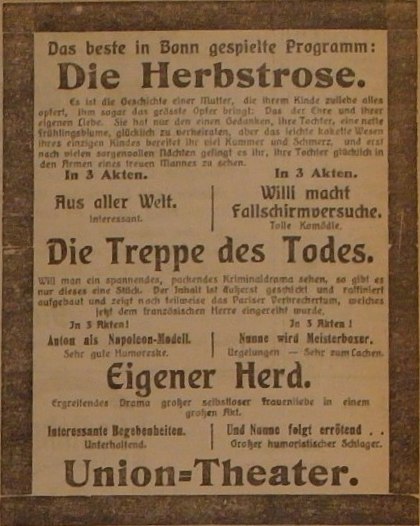 Das beste in Bonn gespielte Programm:
Die Herbstrose.
Es ist die Geschichte einer Mutter, die ihrem Kinde zuliebe alles
opfert, ihm sogar das grösste Opfer bringt: Das der Ehre und ihrer
eigenen Liebe. Sie hat nur den einen Gedanken, ihre Tochter, eine nette
Frühlingsblume, glücklich zu verheiraten, aber das leichte kokette Wesen
ihres einzigen Kindes bereitet ihr viel Kummer und Schmerz, und erst
nach vielen sorgenvollen Nächten gelingt es ihr, ihre Tochter glücklich in
den Armen eines treuen Mannes zu sehen.
In 3 Akten. In 3 Akten.
Aus aller Welt.
Interessant.
Willi macht
Fallschirmversuche.
Tolle Komödie.
Die Treppe des Todes.
Will man ein spannendes, packendes Kriminaldrama sehen, so gibt es
nur dieses eine Stück. Der Inhalt ist äußerst geschickt und raffiniert
aufgebaut und zeigt noch teilweise das Pariser Verbrechertum, welches
jetzt dem französischen Heere eingereiht wurde.
In 3 Akten! In 3 Akten!
Anton als Napoleon-Modell.
Sehr gute Humoreske.
Nunne wird Meisterboxer.
Urgelungen — Sehr zum Lachen.
Eigener Herd.
Ergreifendes Drama großer selbstloser Frauenliebe in einem
großen Akt.
Interessante Begebenheiten.
Unterhaltend.
Und Nunne folgt errötend . .
Großer humoristischer Schlager.
Union=Theater.